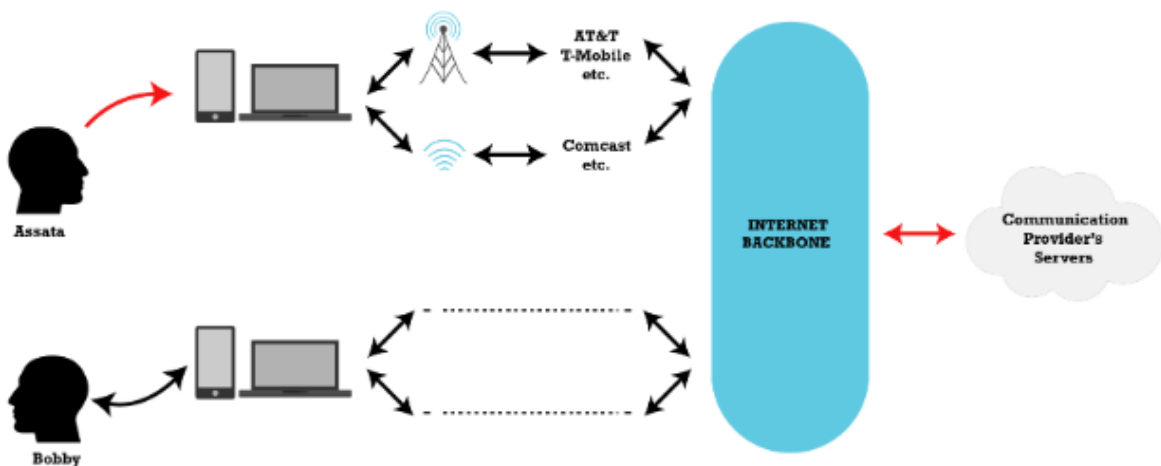 AT&T
T-Mobile
etc.
Comcast
etc.
Assata
INTERNET
BACKBONE
Communication
Provider's
Servers
Bobby